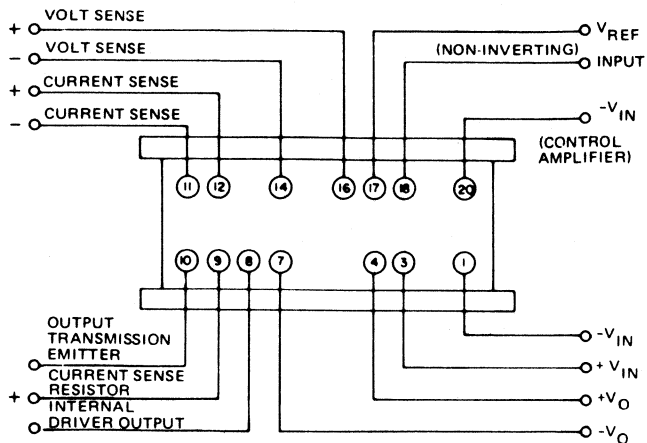 + VOLT SENSE
- VOLT SENSE
+ CURRENT SENSE
- CURRENT SENSE
V REF
(NON-INVERTING) INPUT
-V IN
(CONTROL
AMPLIFIER)
11 12 14 16 17 18 20
10 9 8 7 4 3 1
OUTPUT
TRANSMISSION
EMITTER
CURRENT SENSE
+ RESISTOR
INTERNAL
DRIVER OUTPUT
-V IN
+ V IN
+V O
-V O